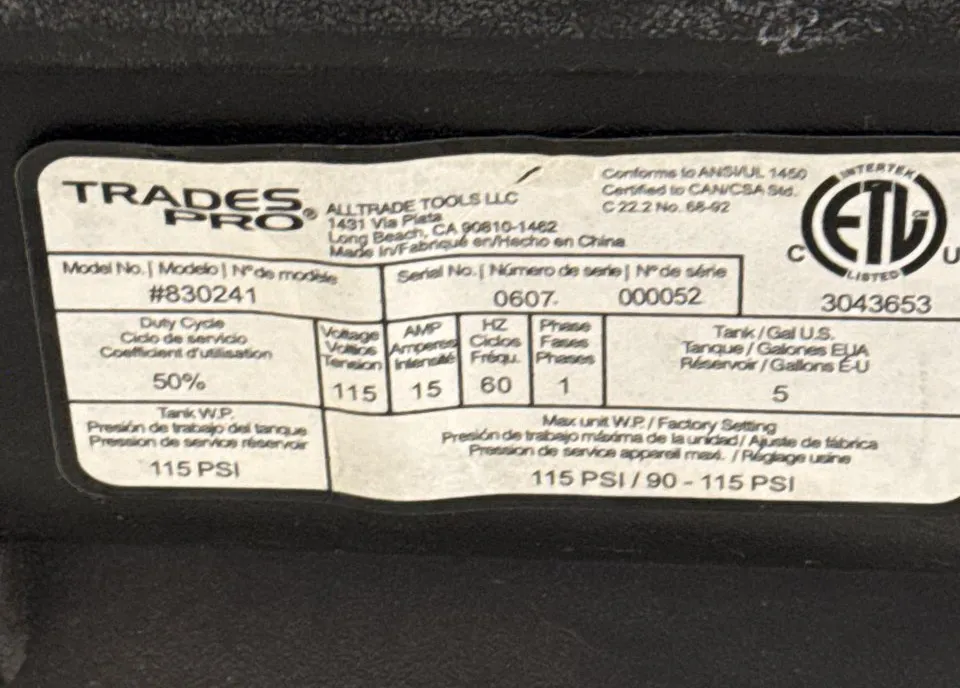 TRADES
PRO®
ALLTRADE TOOLS LLC
1431 Via Plata
Long Beach, CA 90810-1462
Made In/Fabriqué en/Hecho en China
Conforms to ANSI/UL 1450
Certified to CAN/CSA Std.
C 22.2 No. 68-92
INTERTEK
ETL
CM
LISTED
C
U
3043653
Model No. | Modelo | N° de modèle
#830241
Serial No. | Número de serie | N° de série
0607. 000052
Duty Cycle
Ciclo de servicio
Coefficient d'utilisation
50%
Voltage
Voltios
Tension
115
AMP
Amperes
Intensité
15
HZ
Ciclos
Fréqu.
60
Phase
Fases
Phases
1
Tank / Gal U.S.
Tanque / Galones EUA
Réservoir / Gallons É-U
5
Tank W.P.
Presión de trabajo del tanque
Pression de service réservoir
115 PSI
Max unit W.P. / Factory Setting
Presión de trabajo máxima de la unidad / Ajuste de fábrica
Pression de service appareil maxi. / Réglage usine
115 PSI / 90 - 115 PSI